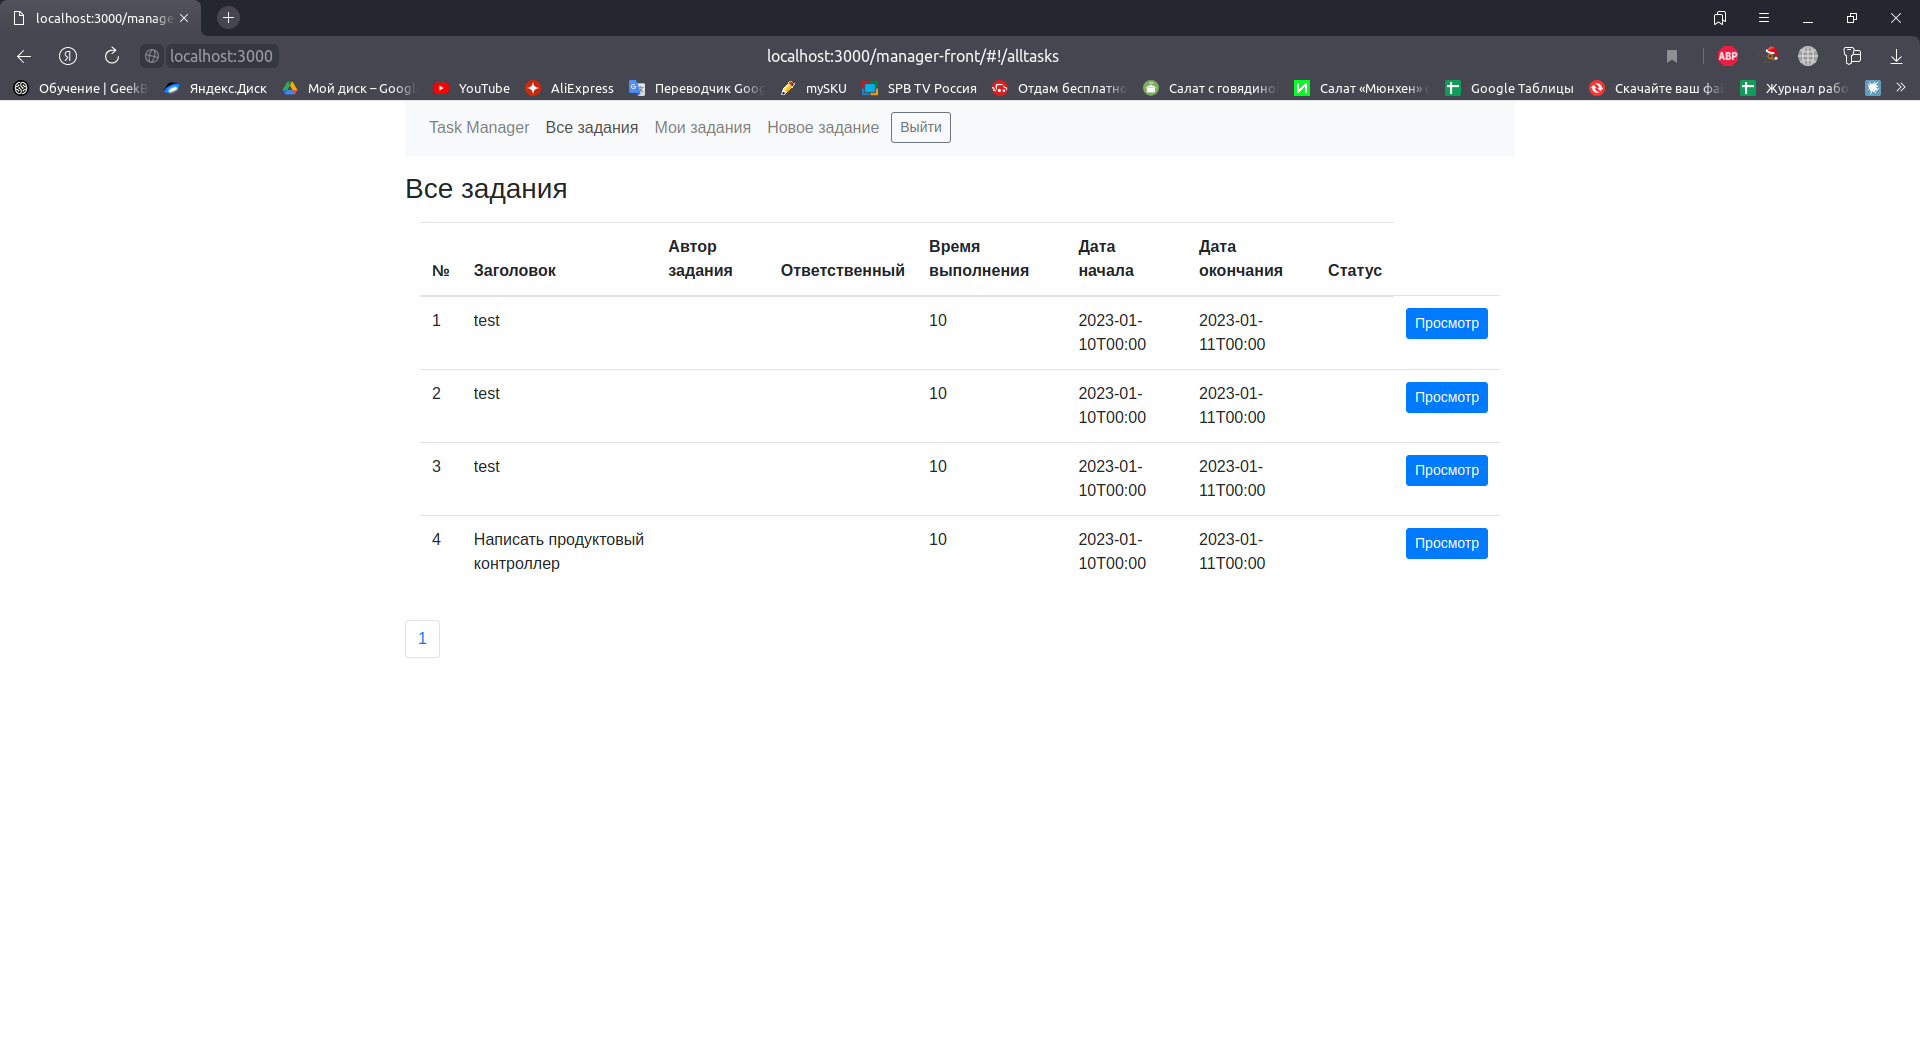 localhost:3000/manage
localhost:3000
localhost:3000/manager-front/#!/alltasks
ABP
Обучение | GeekB
Яндекс.Диск
Мой диск – Googl
YouTube
AliExpress
Переводчик Goog
mySKU
SPB TV Россия
Отдам бесплатно
Салат с говядино
Салат «Мюнхен» с
Google Таблицы
Скачайте ваш фай
Журнал рабо
Task Manager Все задания Мои задания Новое задание Выйти
Все задания
№ Заголовок Автор задания Ответственный Время выполнения Дата начала Дата окончания Статус
1 test 10 2023-01-10T00:00 2023-01-11T00:00 Просмотр
2 test 10 2023-01-10T00:00 2023-01-11T00:00 Просмотр
3 test 10 2023-01-10T00:00 2023-01-11T00:00 Просмотр
4 Написать продуктовый контроллер 10 2023-01-10T00:00 2023-01-11T00:00 Просмотр
1